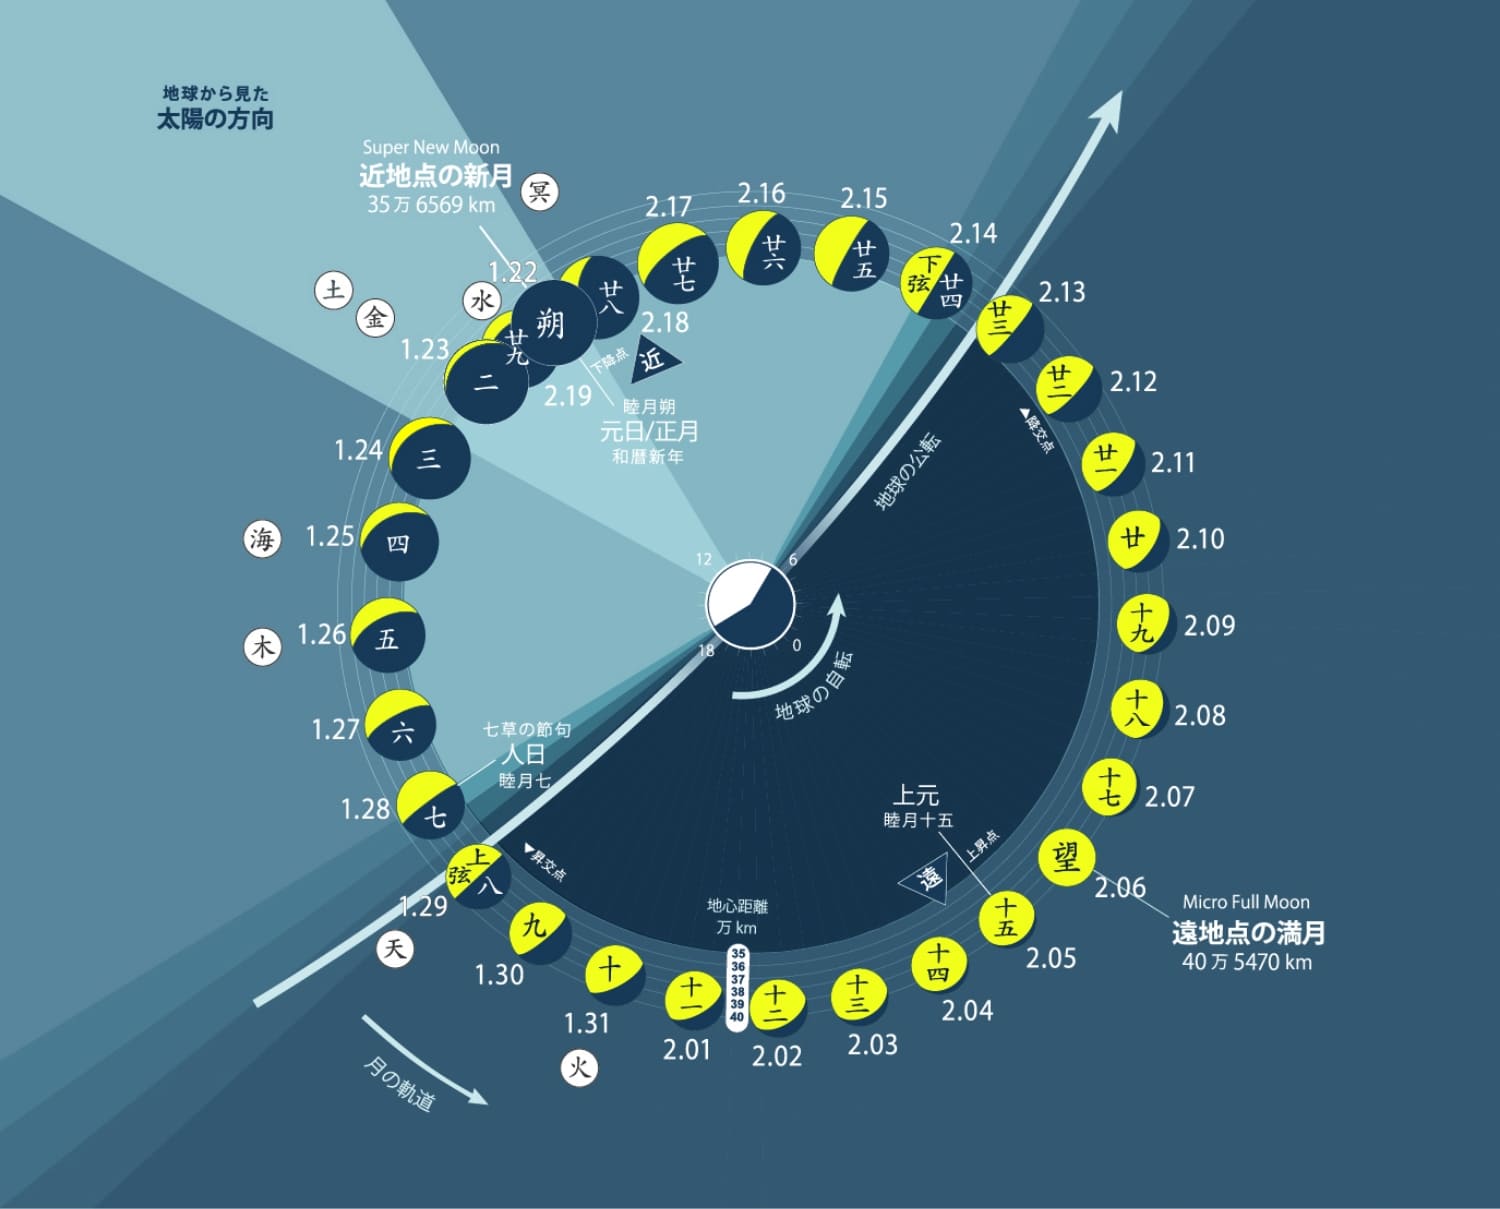 地球から見た
太陽の方向
Super New Moon
近地点の新月
35万 6569 km
冥
土
金
水
1.22
朔
1.23
二
1.24
三
海
1.25
四
木
1.26
五
1.27
六
1.28
七
1.29
上弦
八
天
1.30
九
1.31
十
火
2.01
十一
2.02
十二
2.03
十三
2.04
十四
2.05
十五
2.06
望
2.07
十七
2.08
十八
2.09
十九
2.10
廿
2.11
廿一
2.12
廿二
2.13
廿三
2.14
下弦
廿四
2.15
廿五
2.16
廿六
2.17
廿七
2.18
廿八
2.19
廿九
下降点
近
睦月朔
元日/正月
和暦新年
12
6
18
0
地球の公転
地球の自転
▼降交点
七草の節句
人日
睦月七
▼昇交点
上元
睦月十五
遠
上昇点
地心距離
万 km
35
36
37
38
39
40
Micro Full Moon
遠地点の満月
40万 5470 km
月の軌道